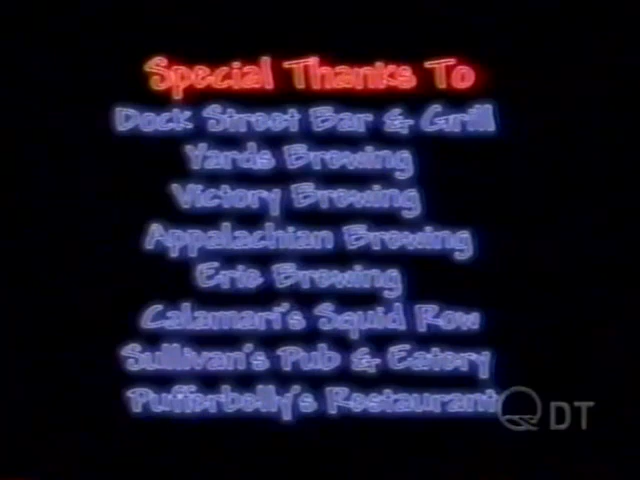 Special Thanks To
Dock Street Bar & Grill
Yards Brewing
Victory Brewing
Appalachian Brewing
Erie Brewing
Calamari's Squid Row
Sullivan's Pub & Eatery
Pufferbelly's Restaurant
QDT